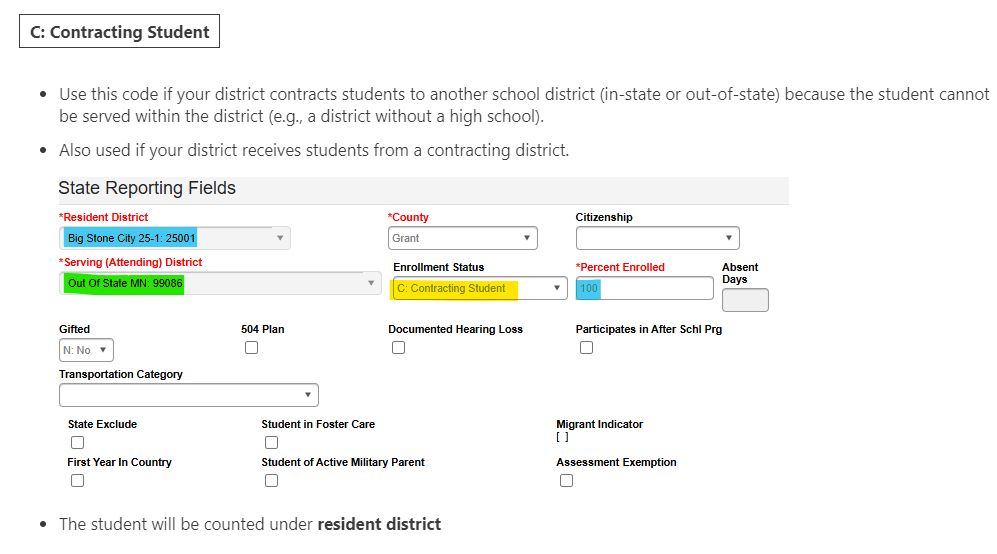 C: Contracting Student
• Use this code if your district contracts students to another school district (in-state or out-of-state) because the student cannot
be served within the district (e.g., a district without a high school).
• Also used if your district receives students from a contracting district.
State Reporting Fields
*Resident District *County Citizenship
Big Stone City 25-1: 25001 Grant
*Serving (Attending) District Enrollment Status *Percent Enrolled Absent
Days
Out Of State MN: 99086 C: Contracting Student 100
Gifted 504 Plan Documented Hearing Loss Participates in After Schl Prg
N: No
Transportation Category
State Exclude Student in Foster Care Migrant Indicator
[ ]
First Year In Country Student of Active Military Parent Assessment Exemption
• The student will be counted under resident district